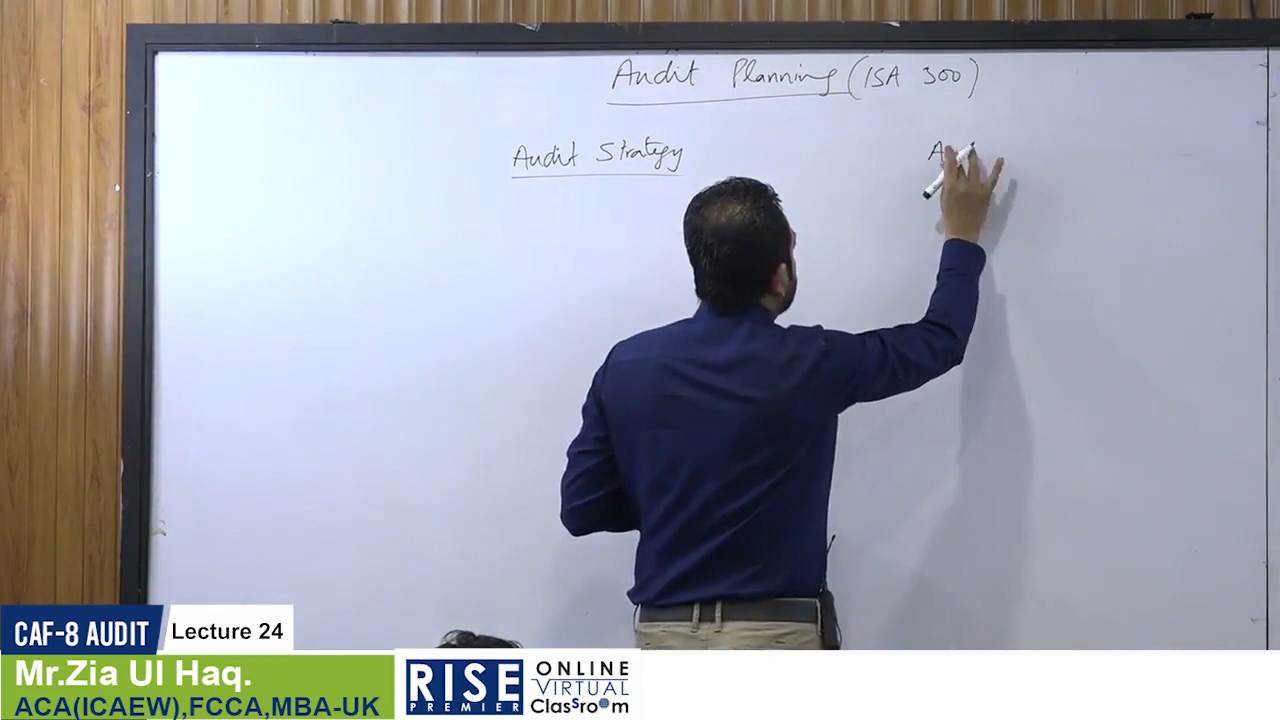 Audit Planning (ISA 300)
Audit Strategy
CAF-8 AUDIT
Lecture 24
Mr.Zia Ul Haq.
ACA(ICAEW),FCCA,MBA-UK
RISE
PREMIER
ONLINE
VIRTUAL
Classroom